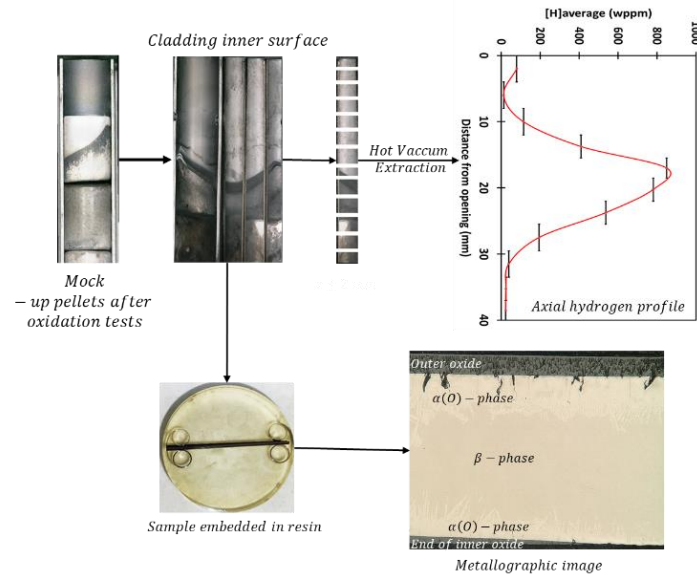 Cladding inner surface
Mock
− up pellets after
oxidation tests
Hot Vaccum
Extraction
[H]average (wppm)
0 200 400 600 800 1000
Distance from opening (mm)
0
10
20
30
40
Axial hydrogen profile
Sample embedded in resin
Outer oxide
α(O) − phase
β − phase
α(O) − phase
End of inner oxide
Metallographic image